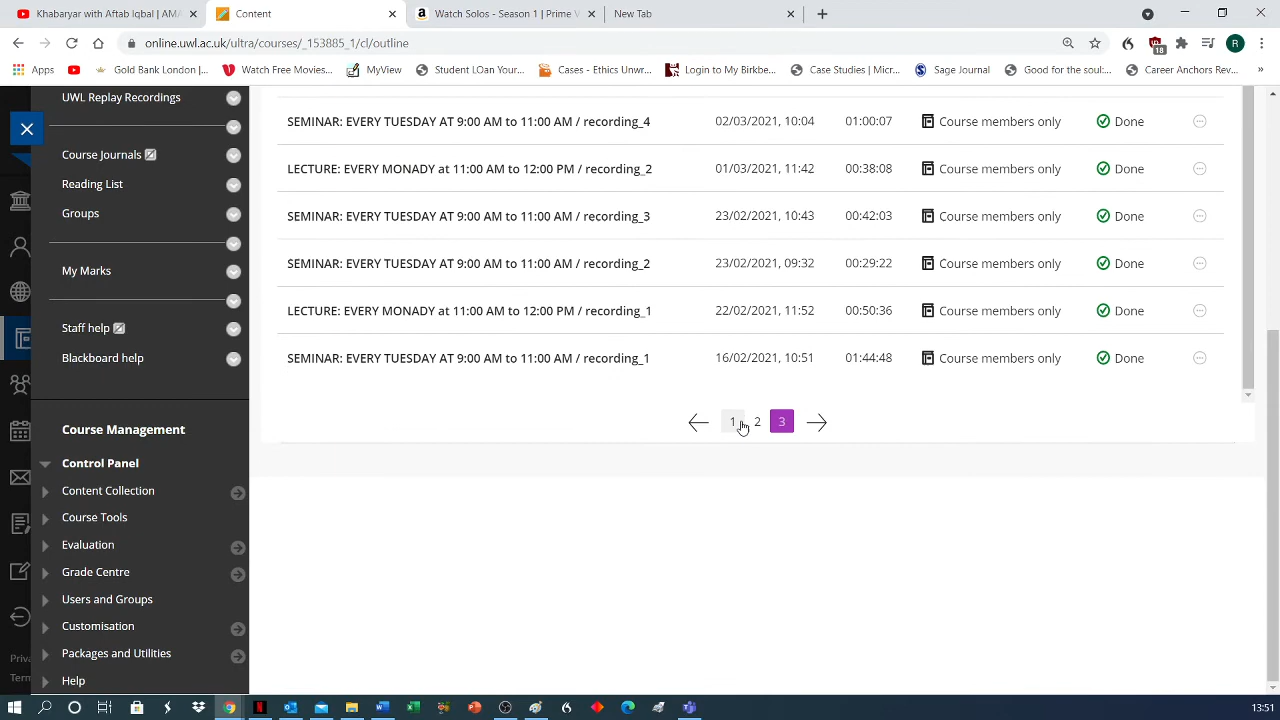 Khabaryar with Aftab Iqbal | AMA
Content
Watch Solos - Season 1 | Prime V
New Tab
online.uwl.ac.uk/ultra/courses/_153885_1/cl/outline
18
R
Apps
Gold Bank London |...
Watch Free Movies...
MyView
Student LOan Your...
Cases - Ethics Unwr...
Login to My Birkbe...
Case Studies | Micr...
Sage Journal
Good for the soul:...
Career Anchors Rev...
»
UWL Replay Recordings
Course Journals
Reading List
Groups
My Marks
Staff help
Blackboard help
Course Management
Control Panel
Content Collection
Course Tools
Evaluation
Grade Centre
Users and Groups
Customisation
Packages and Utilities
Help
Priva
Term
SEMINAR: EVERY TUESDAY AT 9:00 AM to 11:00 AM / recording_4 02/03/2021, 10:04 01:00:07 Course members only Done
LECTURE: EVERY MONADY at 11:00 AM to 12:00 PM / recording_2 01/03/2021, 11:42 00:38:08 Course members only Done
SEMINAR: EVERY TUESDAY AT 9:00 AM to 11:00 AM / recording_3 23/02/2021, 10:43 00:42:03 Course members only Done
SEMINAR: EVERY TUESDAY AT 9:00 AM to 11:00 AM / recording_2 23/02/2021, 09:32 00:29:22 Course members only Done
LECTURE: EVERY MONADY at 11:00 AM to 12:00 PM / recording_1 22/02/2021, 11:52 00:50:36 Course members only Done
SEMINAR: EVERY TUESDAY AT 9:00 AM to 11:00 AM / recording_1 16/02/2021, 10:51 01:44:48 Course members only Done
1 2 3
13:51